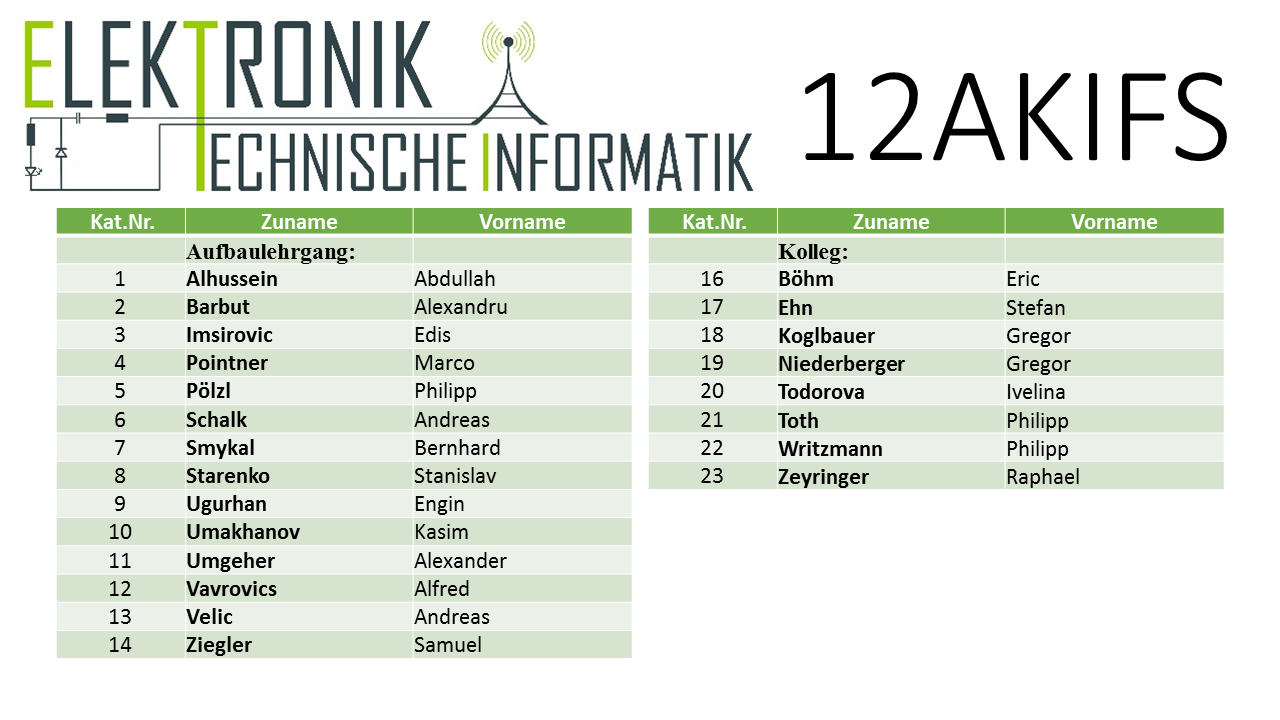 ELEKTRONIK
TECHNISCHE INFORMATIK
12AKIFS
Kat.Nr. Zuname Vorname
Aufbaulehrgang:
1 Alhussein Abdullah
2 Barbut Alexandru
3 Imsirovic Edis
4 Pointner Marco
5 Pölzl Philipp
6 Schalk Andreas
7 Smykal Bernhard
8 Starenko Stanislav
9 Ugurhan Engin
10 Umakhanov Kasim
11 Umgeher Alexander
12 Vavrovics Alfred
13 Velic Andreas
14 Ziegler Samuel
Kat.Nr. Zuname Vorname
Kolleg:
16 Böhm Eric
17 Ehn Stefan
18 Koglbauer Gregor
19 Niederberger Gregor
20 Todorova Ivelina
21 Toth Philipp
22 Writzmann Philipp
23 Zeyringer Raphael